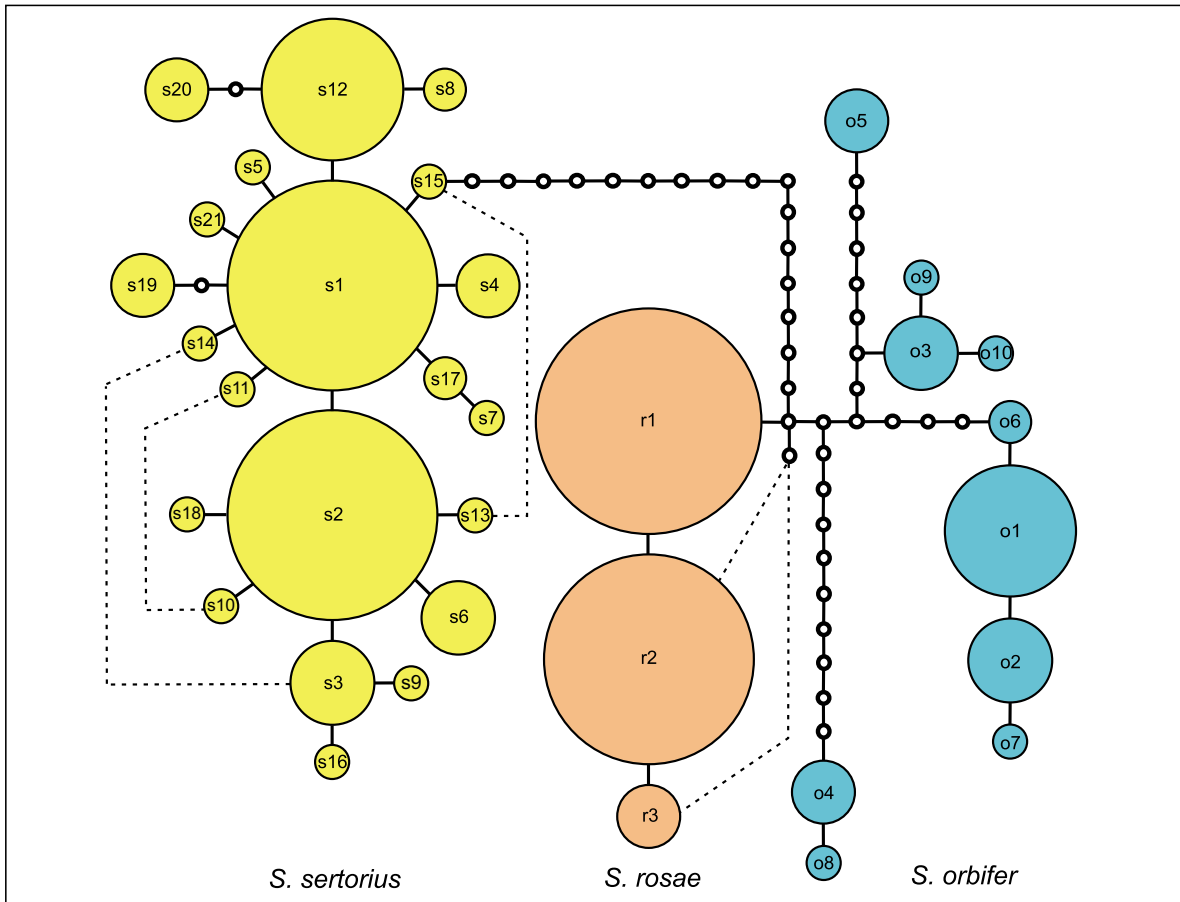 s20
s12
s8
s5
s15
s21
s19
s1
s4
s14
s11
s17
s7
s18
s2
s13
s10
s6
s3
s9
s16
r1
r2
r3
o5
o9
o3
o10
o6
o1
o2
o7
o4
o8
S. sertorius
S. rosae
S. orbifer